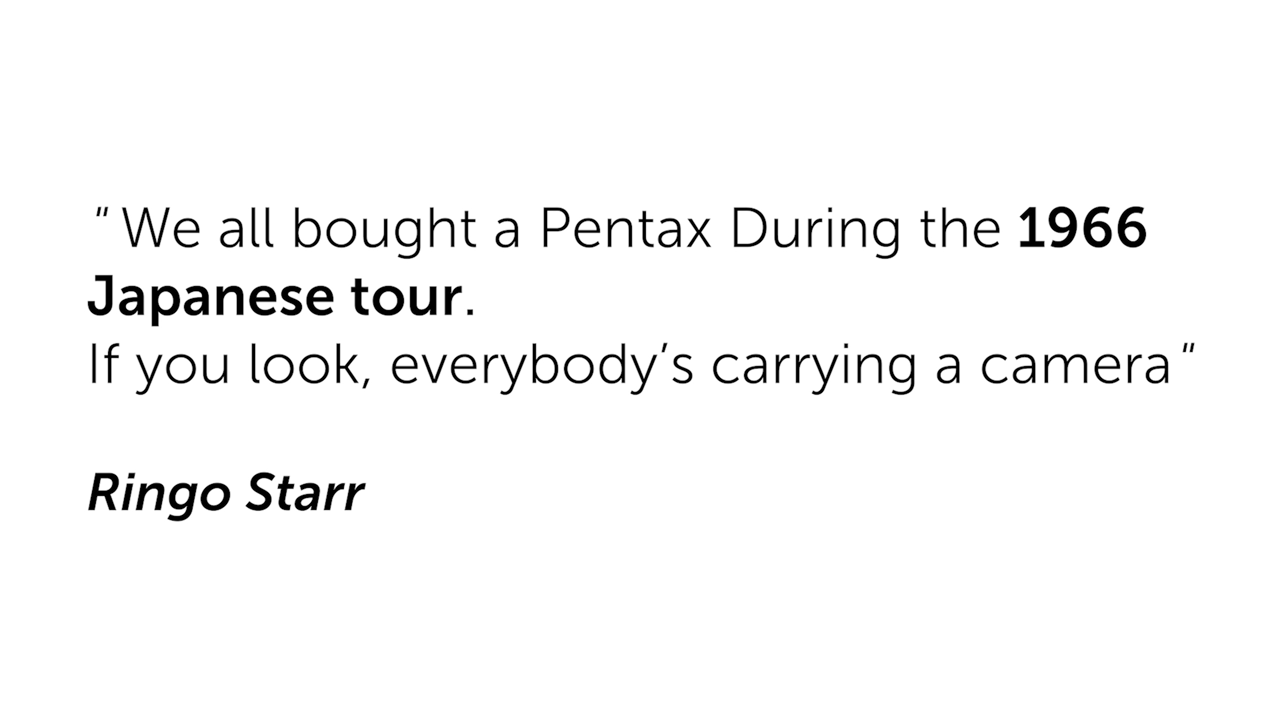 " We all bought a Pentax During the 1966
Japanese tour.
If you look, everybody's carrying a camera "
Ringo Starr